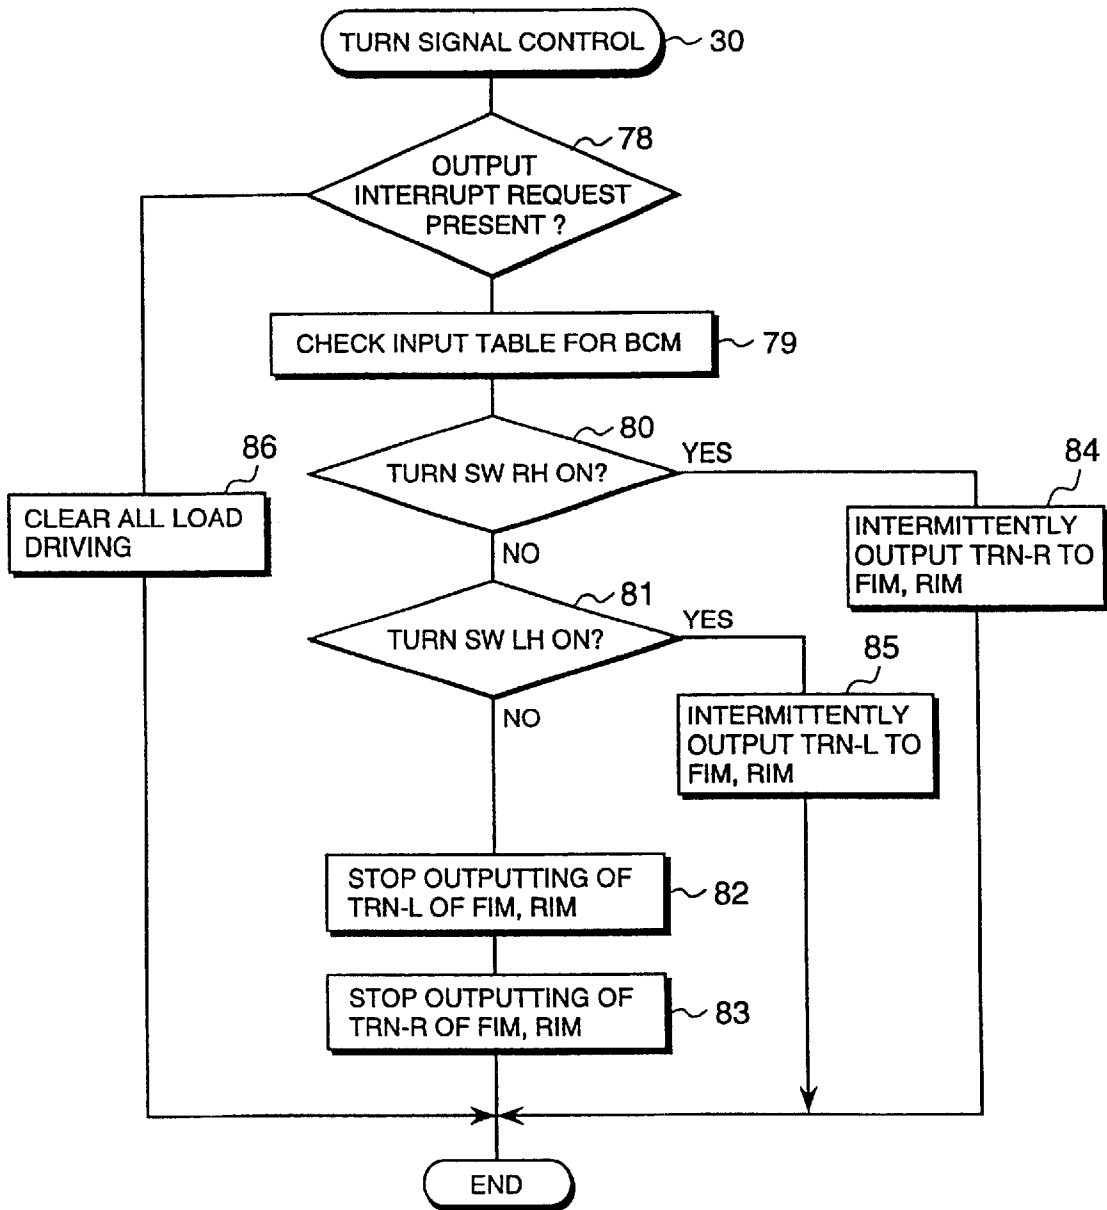 TURN SIGNAL CONTROL
30
78
OUTPUT
INTERRUPT REQUEST
PRESENT ?
CHECK INPUT TABLE FOR BCM
79
80
TURN SW RH ON?
YES
NO
84
INTERMITTENTLY
OUTPUT TRN-R TO
FIM, RIM
86
CLEAR ALL LOAD
DRIVING
81
TURN SW LH ON?
YES
NO
85
INTERMITTENTLY
OUTPUT TRN-L TO
FIM, RIM
STOP OUTPUTTING OF
TRN-L OF FIM, RIM
82
STOP OUTPUTTING OF
TRN-R OF FIM, RIM
83
END